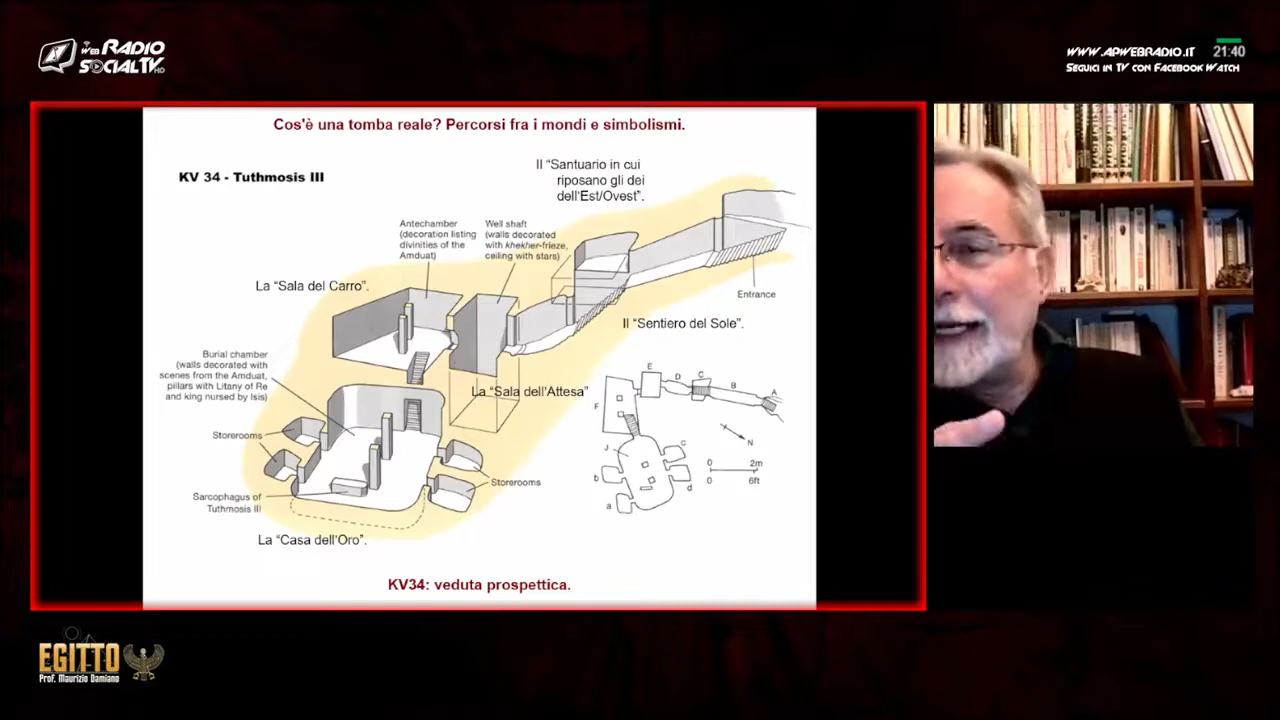 WEB RADIO
SOCIALTV HD
WWW.APWEBRADIO.IT
21:40
SEGUICI IN TV CON FACEBOOK WATCH
Cos'è una tomba reale? Percorsi fra i mondi e simbolismi.
KV 34 - Tuthmosis III
Il “Santuario in cui
riposano gli dei
dell'Est/Ovest”.
Antechamber
(decoration listing
divinities of the
Amduat)
Well shaft
(walls decorated
with khekher-frieze,
ceiling with stars)
La “Sala del Carro”.
Entrance
Il “Sentiero del Sole”.
Burial chamber
(walls decorated with
scenes from the Amduat,
pillars with Litany of Re
and king nursed by Isis)
La “Sala dell'Attesa”
E
D
C
B
A
F
N
J
c
b
d
a
0
2m
0
6ft
Storerooms
Storerooms
Sarcophagus of
Tuthmosis III
La “Casa dell'Oro”.
KV34: veduta prospettica.
EGITTO
Prof. Maurizio Damiano